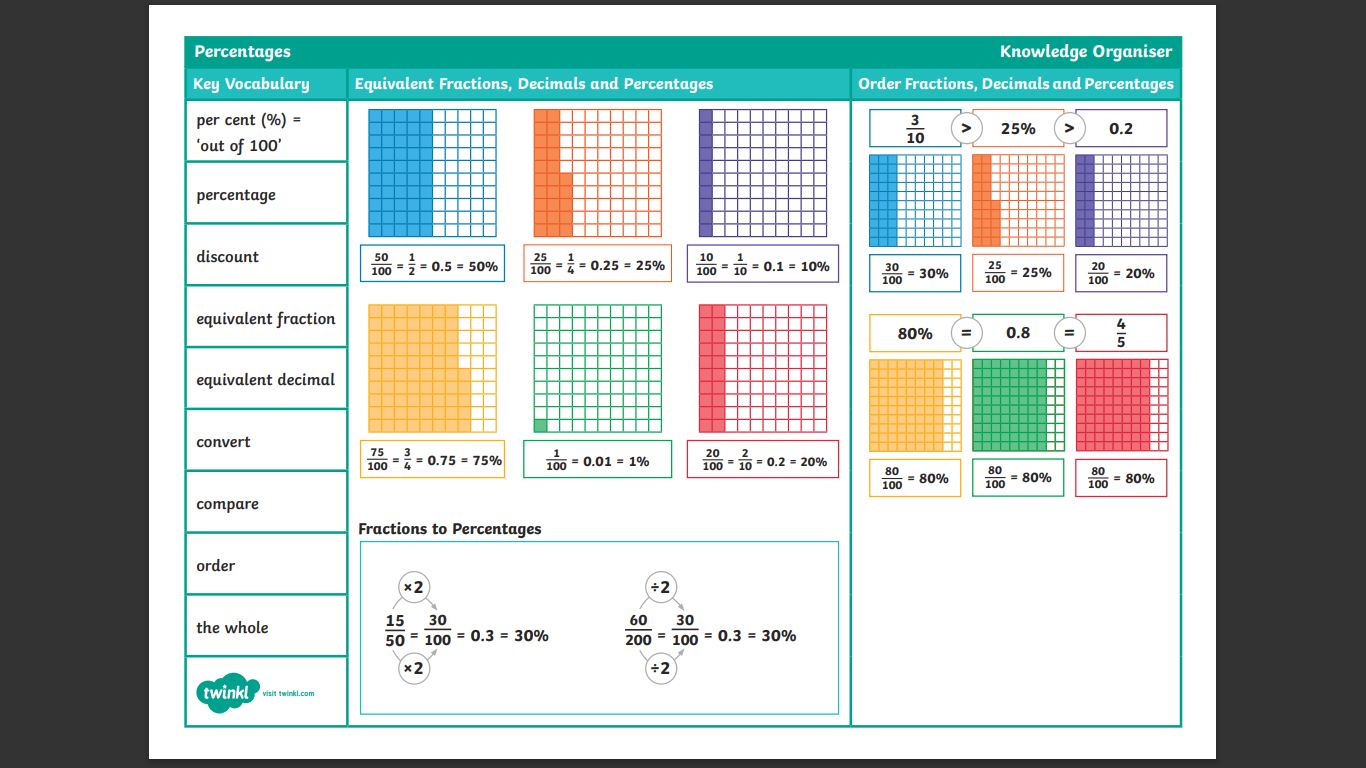 Percentages
Knowledge Organiser
Key Vocabulary
per cent (%) =
‘out of 100’
percentage
discount
equivalent fraction
equivalent decimal
convert
compare
order
the whole
twinkl visit twinkl.com
Equivalent Fractions, Decimals and Percentages
50/100 = 1/2 = 0.5 = 50%
25/100 = 1/4 = 0.25 = 25%
10/100 = 1/10 = 0.1 = 10%
75/100 = 3/4 = 0.75 = 75%
1/100 = 0.01 = 1%
20/100 = 2/10 = 0.2 = 20%
Fractions to Percentages
×2
15/50 = 30/100 = 0.3 = 30%
×2
÷2
60/200 = 30/100 = 0.3 = 30%
÷2
Order Fractions, Decimals and Percentages
3/10 > 25% > 0.2
30/100 = 30%
25/100 = 25%
20/100 = 20%
80% = 0.8 = 4/5
80/100 = 80%
80/100 = 80%
80/100 = 80%